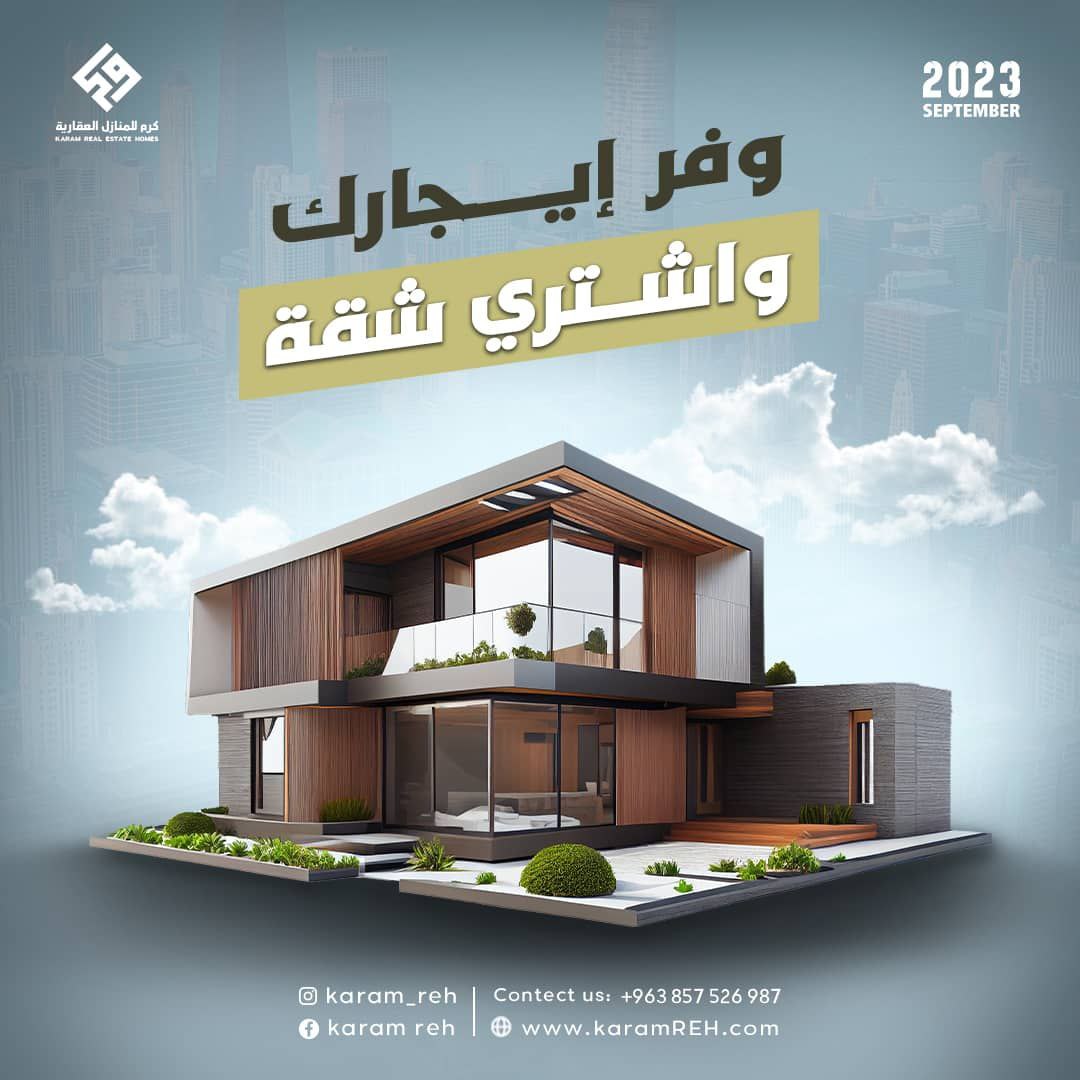 كرم للمنازل العقارية
KARAM REAL ESTATE HOMES
2023
SEPTEMBER
وفر إيجارك
واشتري شقة
karam_reh
karam reh
Contect us: +963 857 526 987
www.karamREH.com